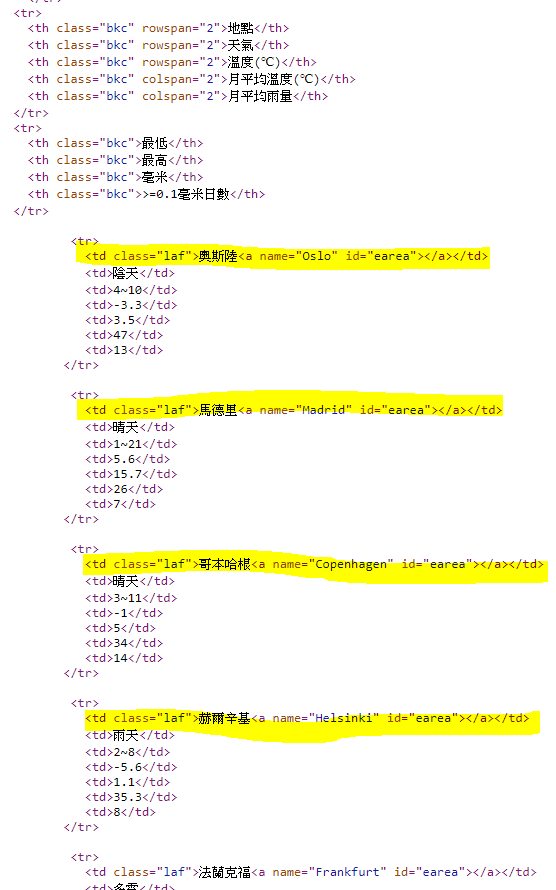 </tr>
<tr>
<th class="bkc" rowspan="2">地點</th>
<th class="bkc" rowspan="2">天氣</th>
<th class="bkc" rowspan="2">溫度(℃)</th>
<th class="bkc" colspan="2">月平均溫度(℃)</th>
<th class="bkc" colspan="2">月平均雨量</th>
</tr>
<tr>
<th class="bkc">最低</th>
<th class="bkc">最高</th>
<th class="bkc">毫米</th>
<th class="bkc">>=0.1毫米日數</th>
</tr>
<tr>
<td class="laf">奧斯陸<a name="Oslo" id="earea"></a></td>
<td>陰天</td>
<td>4~10</td>
<td>-3.3</td>
<td>3.5</td>
<td>47</td>
<td>13</td>
</tr>
<tr>
<td class="laf">馬德里<a name="Madrid" id="earea"></a></td>
<td>晴天</td>
<td>1~21</td>
<td>5.6</td>
<td>15.7</td>
<td>26</td>
<td>7</td>
</tr>
<tr>
<td class="laf">哥本哈根<a name="Copenhagen" id="earea"></a></td>
<td>晴天</td>
<td>3~11</td>
<td>-1</td>
<td>5</td>
<td>34</td>
<td>14</td>
</tr>
<tr>
<td class="laf">赫爾辛基<a name="Helsinki" id="earea"></a></td>
<td>雨天</td>
<td>2~8</td>
<td>-5.6</td>
<td>1.1</td>
<td>35.3</td>
<td>8</td>
</tr>
<tr>
<td class="laf">法蘭克福<a name="Frankfurt" id="earea"></a></td>
<td>多雲</td>